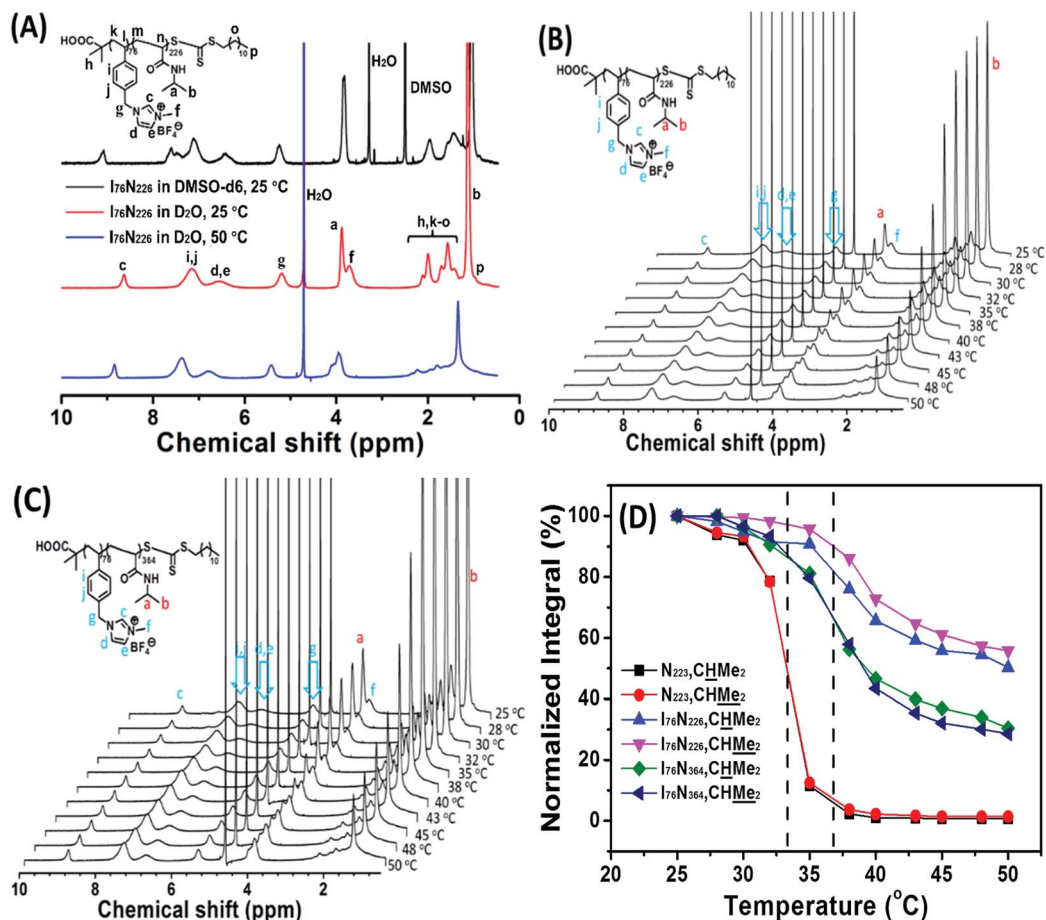 (A)
k l m n o
HOOC 76 226 S S S 10 p
h
i
j
O NH
a b
g c
N N f
d e BF4⊖
H2O
DMSO
I76N226 in DMSO-d6, 25 °C
I76N226 in D2O, 25 °C
I76N226 in D2O, 50 °C
H2O
c i,j d,e g a f h,k-o b p
10 8 6 4 2 0
Chemical shift (ppm)
(B)
HOOC 76 226 S S S 10
i
j
O NH
a b
g c
N N f
d e BF4⊖
c i,j d,e g a f b
25 °C
28 °C
30 °C
32 °C
35 °C
38 °C
40 °C
43 °C
45 °C
48 °C
50 °C
10 8 6 4 2
Chemical shift (ppm)
(C)
HOOC 76 364 S S S 10
i
j
O NH
a b
g c
N N f
d e BF4⊖
c i,j d,e g a f b
25 °C
28 °C
30 °C
32 °C
35 °C
38 °C
40 °C
43 °C
45 °C
48 °C
50 °C
10 8 6 4 2
Chemical shift (ppm)
(D)
Normalized Integral (%)
100
80
60
40
20
0
N223,CHMe2
N223,CHMe2
I76N226,CHMe2
I76N226,CHMe2
I76N364,CHMe2
I76N364,CHMe2
25 30 35 40 45 50
Temperature (°C)